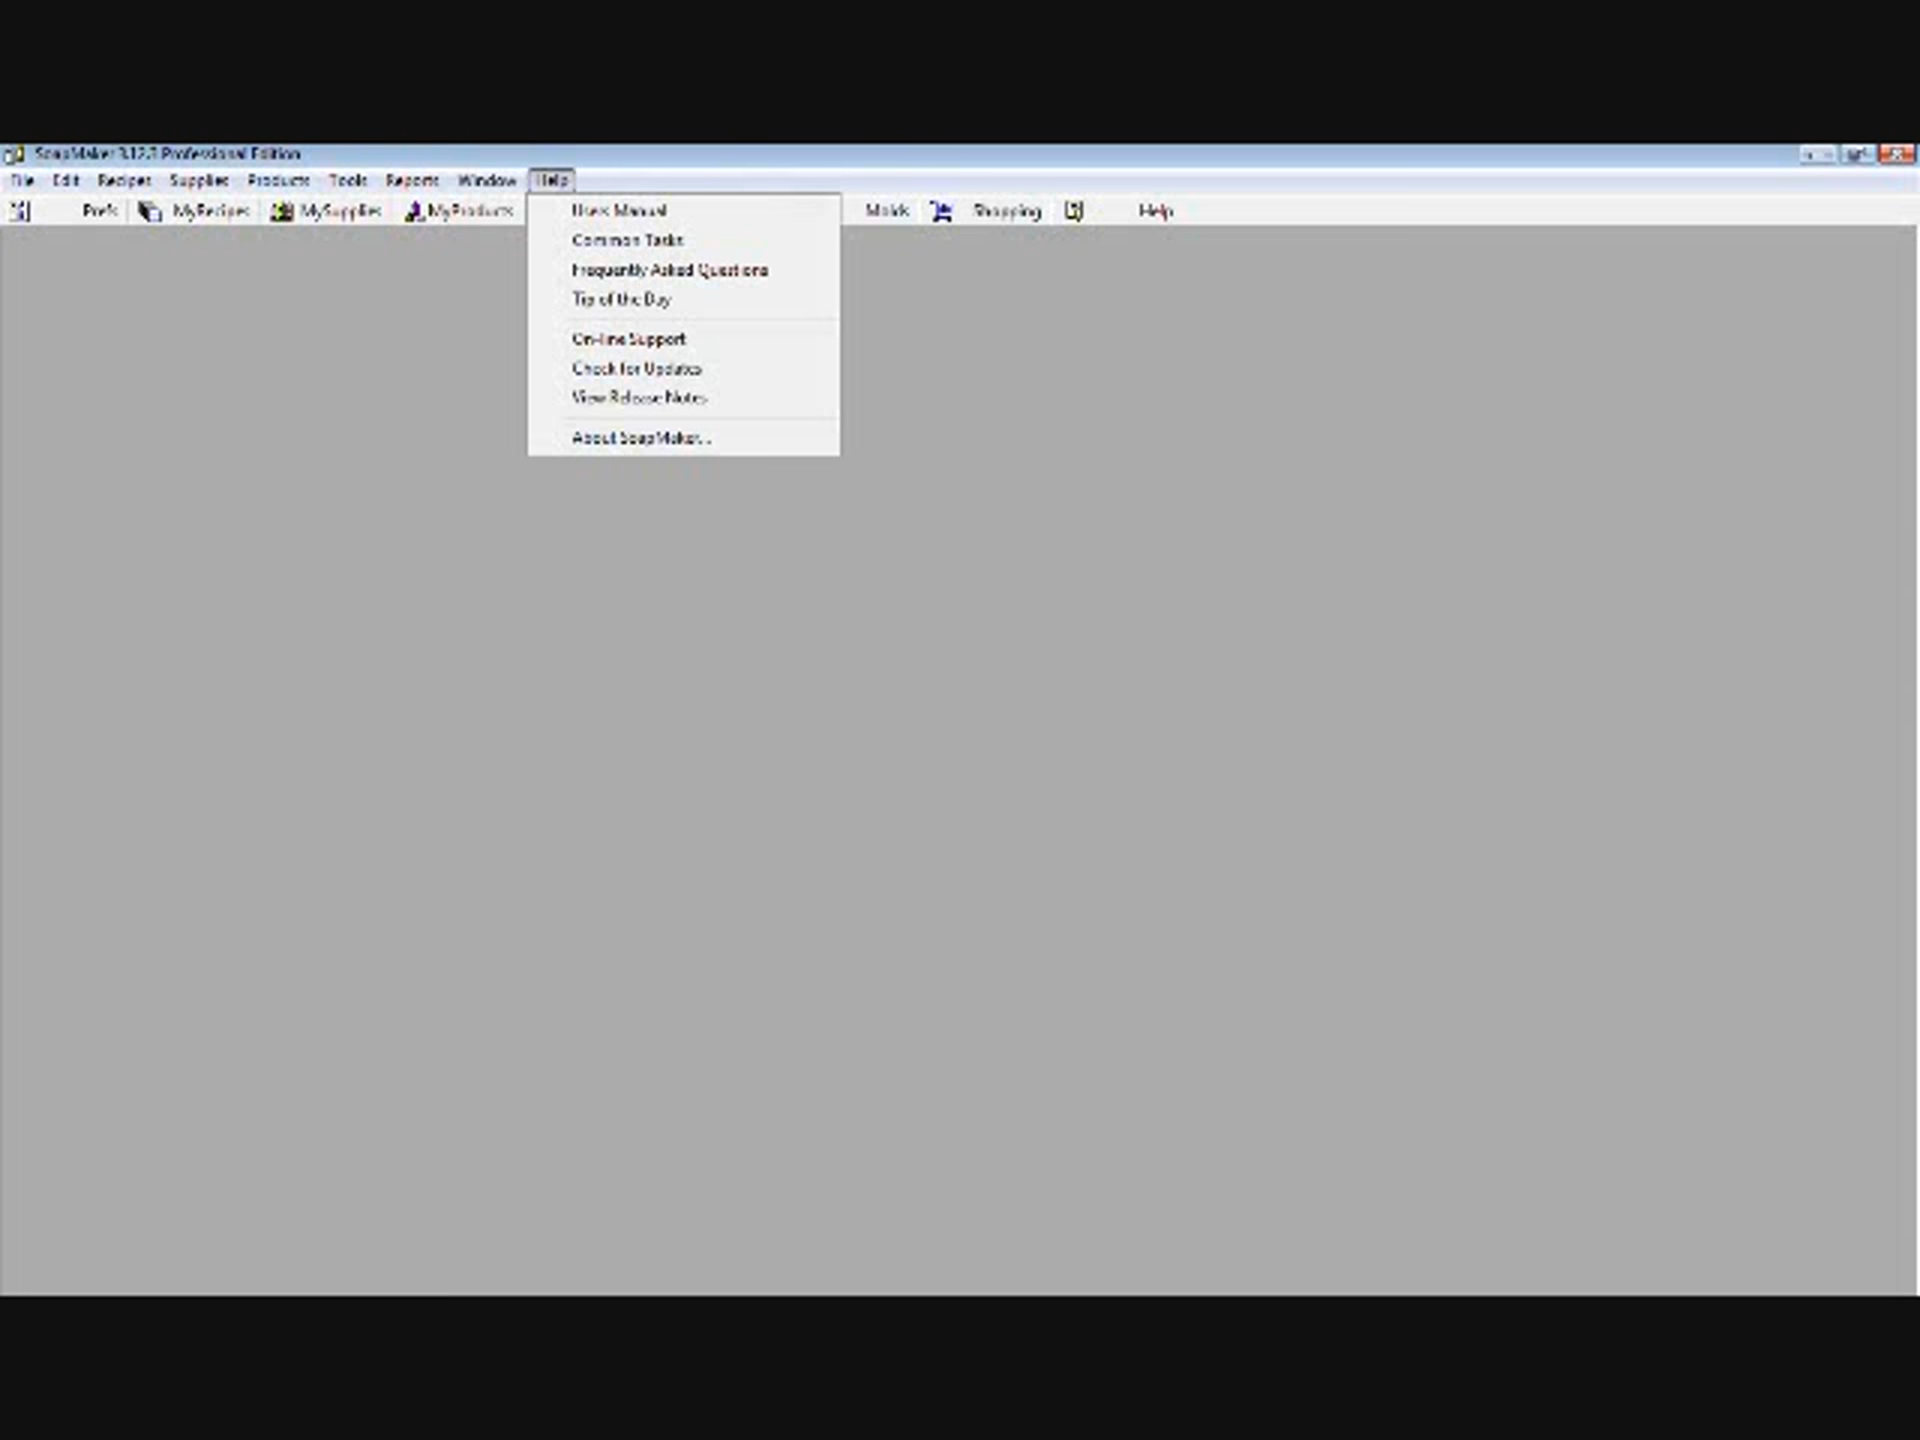 SoapMaker 3.12.3 Professional Edition
File Edit Recipes Supplies Products Tools Reports Window Help
Prefs MyRecipes MySupplies MyProducts Molds Shopping Help
Users Manual
Common Tasks
Frequently Asked Questions
Tip of the Day
On-line Support
Check for Updates
View Release Notes
About SoapMaker...